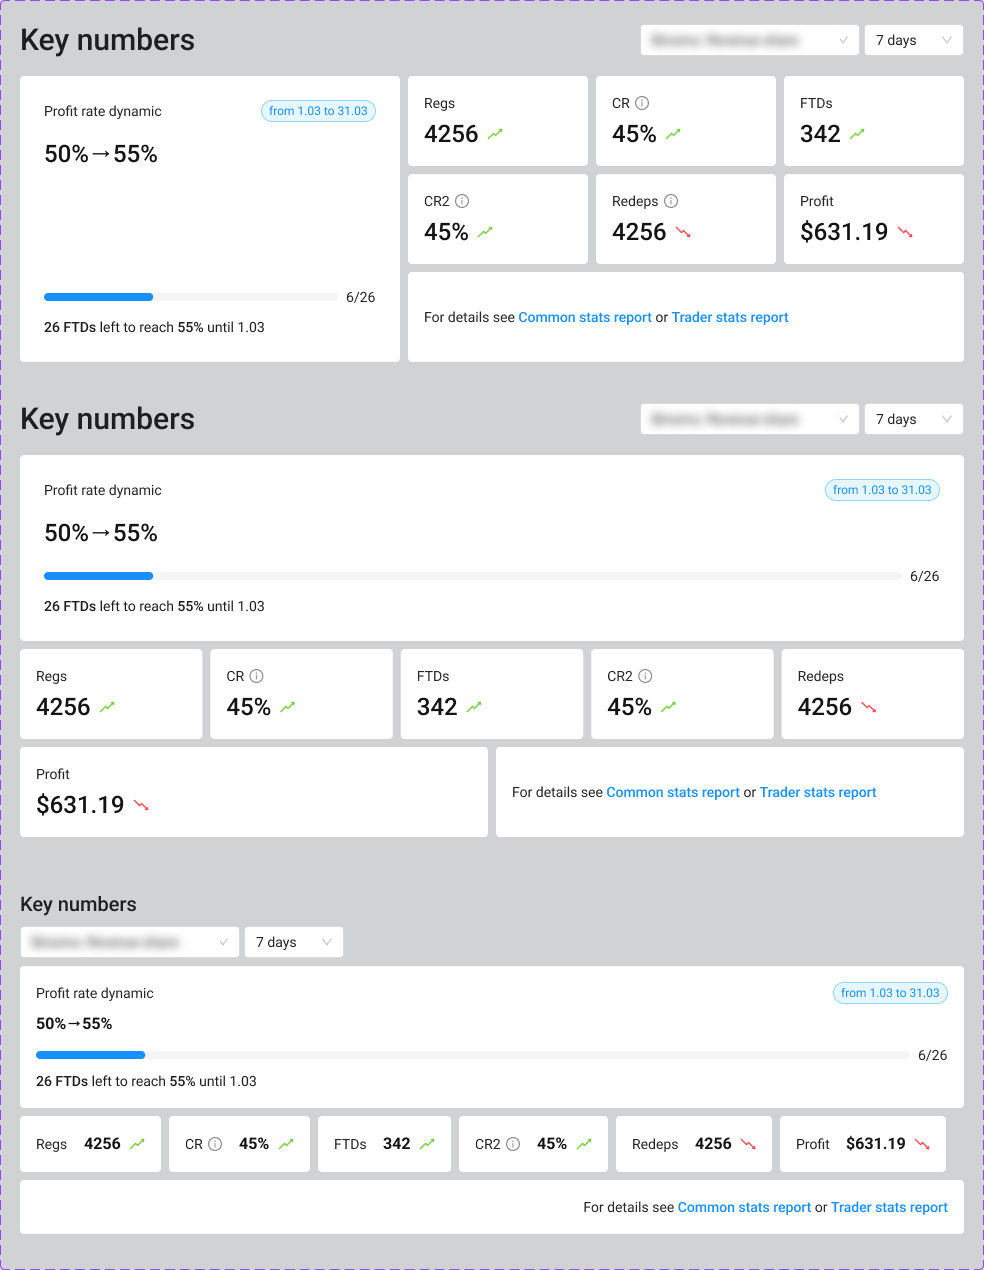 Key numbers
7 days
Profit rate dynamic
from 1.03 to 31.03
50%→55%
6/26
26 FTDs left to reach 55% until 1.03
Regs
4256
CR
45%
FTDs
342
CR2
45%
Redeps
4256
Profit
$631.19
For details see Common stats report or Trader stats report
Key numbers
7 days
Profit rate dynamic
from 1.03 to 31.03
50%→55%
6/26
26 FTDs left to reach 55% until 1.03
Regs
4256
CR
45%
FTDs
342
CR2
45%
Redeps
4256
Profit
$631.19
For details see Common stats report or Trader stats report
Key numbers
7 days
Profit rate dynamic
from 1.03 to 31.03
50%→55%
6/26
26 FTDs left to reach 55% until 1.03
Regs 4256
CR 45%
FTDs 342
CR2 45%
Redeps 4256
Profit $631.19
For details see Common stats report or Trader stats report